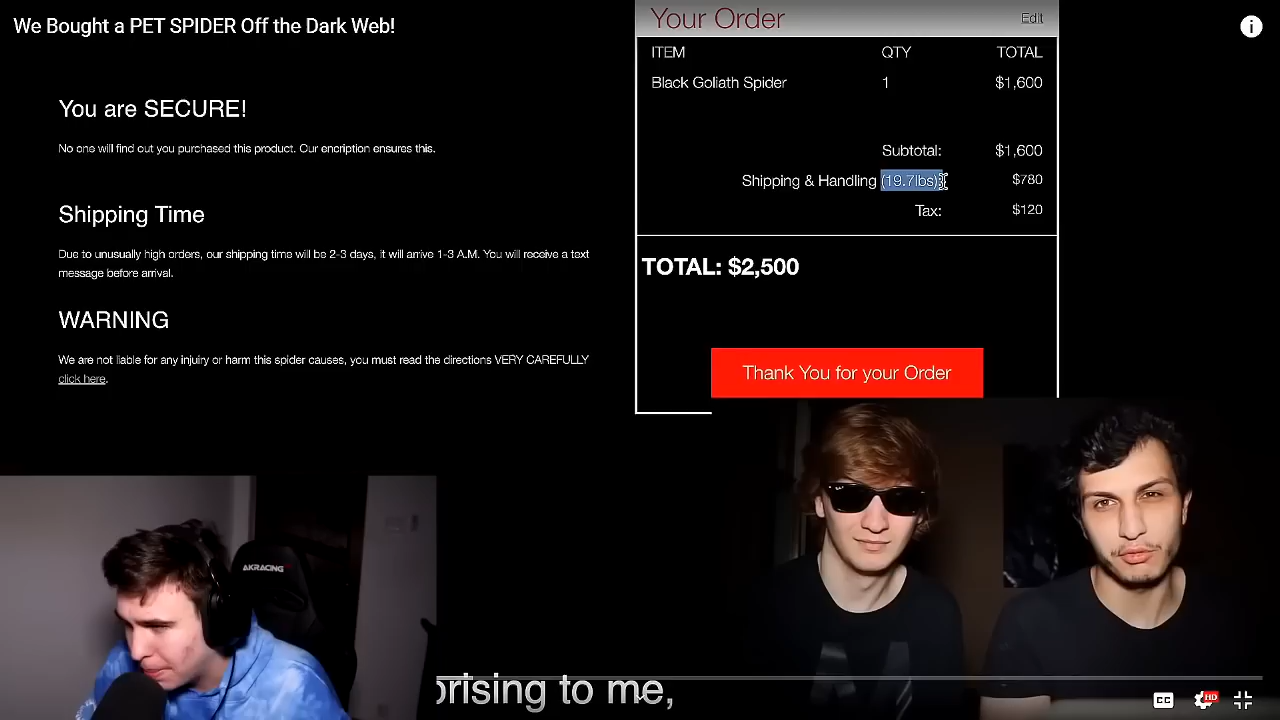 We Bought a PET SPIDER Off the Dark Web!
You are SECURE!
No one will find out you purchased this product. Our encription ensures this.
Shipping Time
Due to unusually high orders, our shipping time will be 2-3 days, it will arrive 1-3 A.M. You will receive a text
message before arrival.
WARNING
We are not liable for any injuiry or harm this spider causes, you must read the directions VERY CAREFULLY
click here.
Your Order Edit
ITEM QTY TOTAL
Black Goliath Spider 1 $1,600
Subtotal: $1,600
Shipping & Handling (19.7lbs): $780
Tax: $120
TOTAL: $2,500
Thank You for your Order
AKRACING
to me,
CC HD